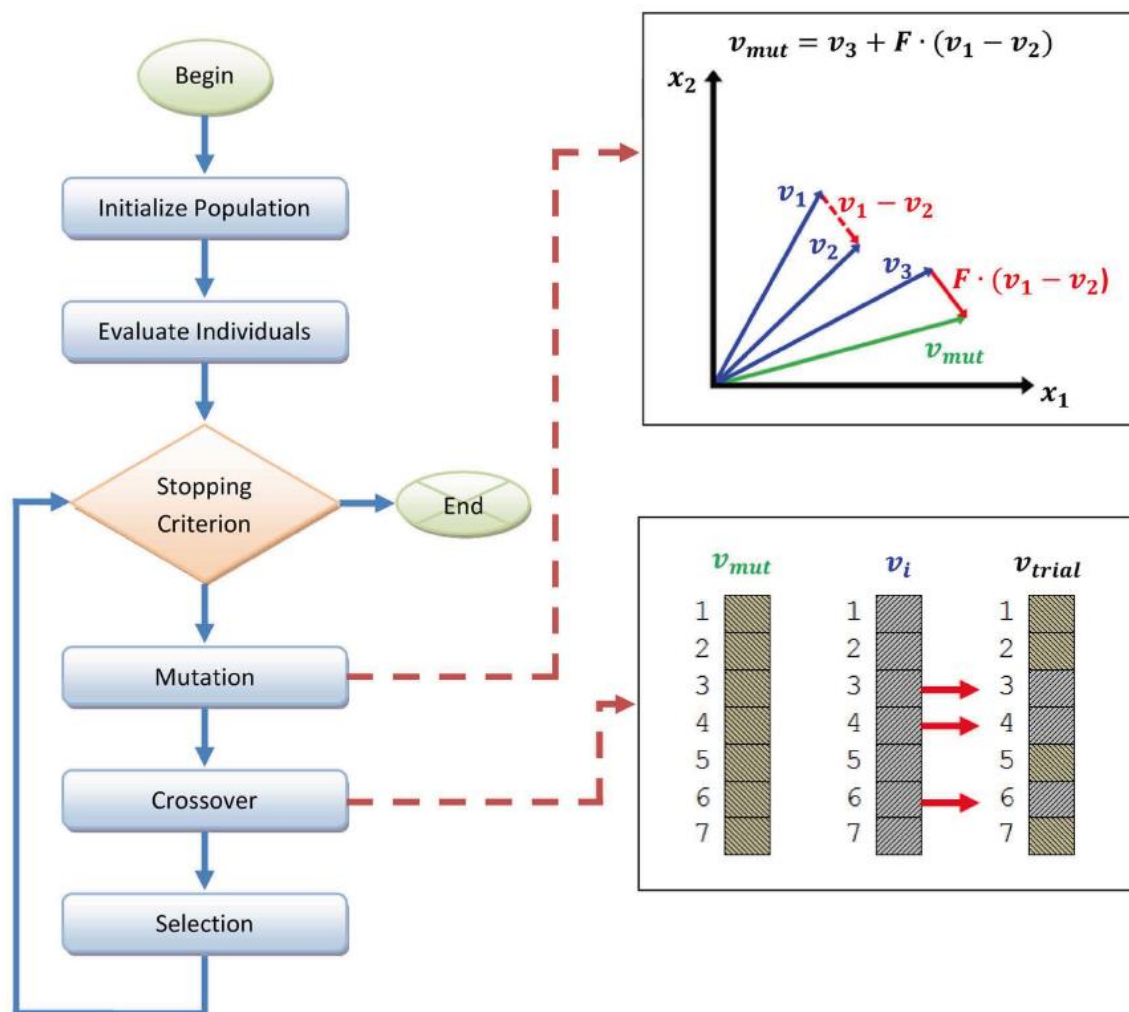 Begin
Initialize Population
Evaluate Individuals
Stopping
Criterion
End
Mutation
Crossover
Selection
v_mut = v_3 + F · (v_1 − v_2)
x_2
v_1
v_1 − v_2
v_2
v_3
F · (v_1 − v_2)
v_mut
x_1
v_mut v_i v_trial
1 1 1
2 2 2
3 3 3
4 4 4
5 5 5
6 6 6
7 7 7